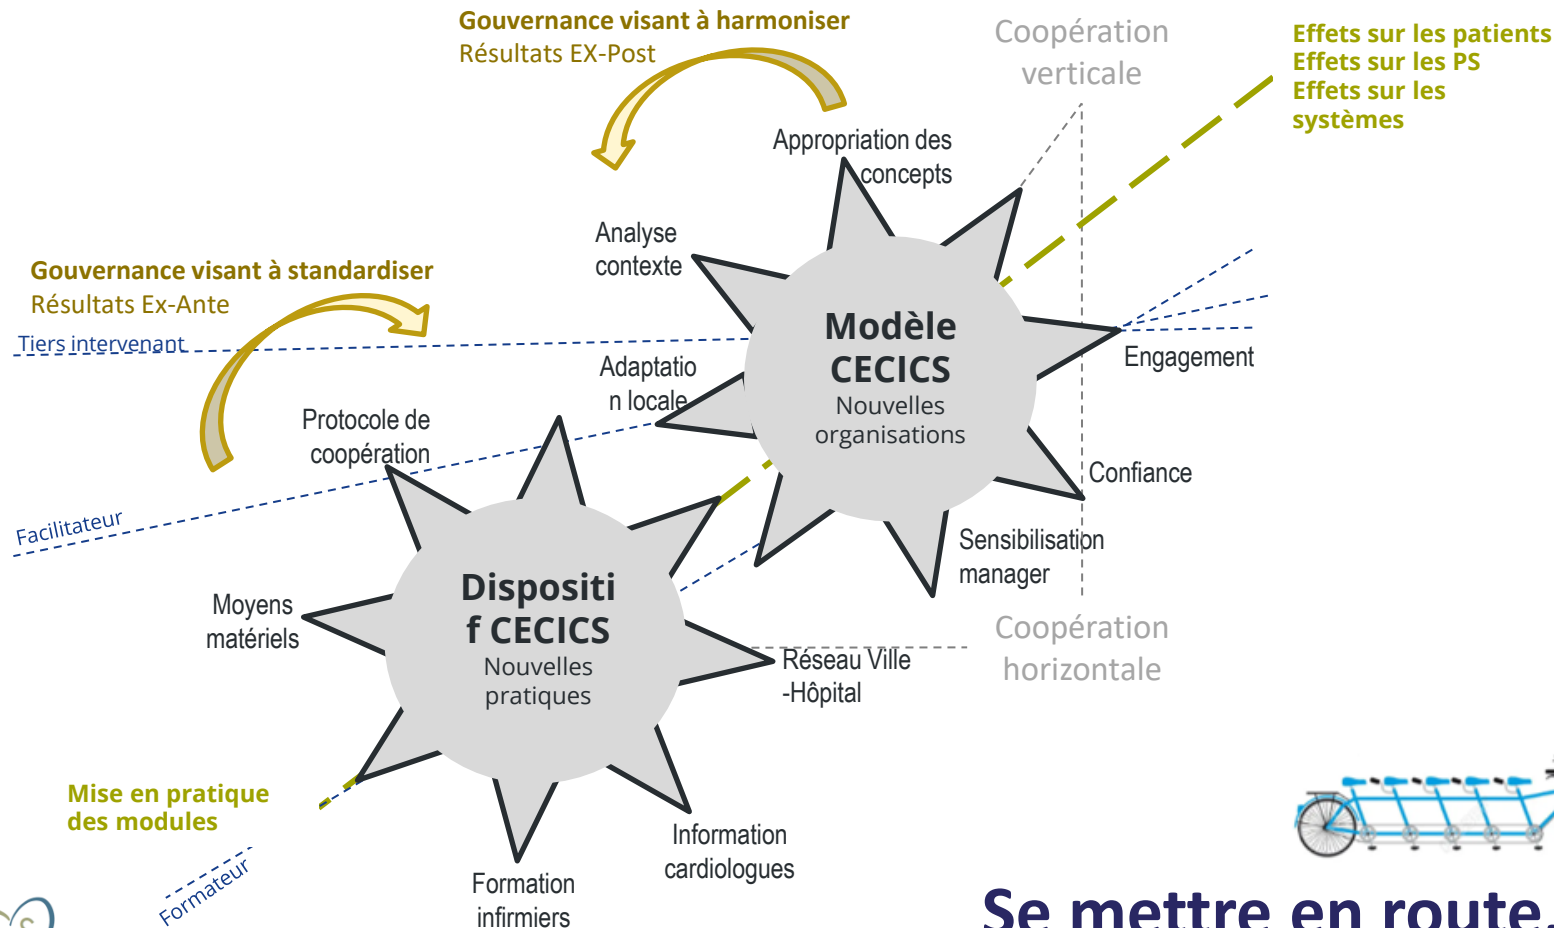 Gouvernance visant à harmoniser
Résultats EX-Post
Coopération
verticale
Effets sur les patients
Effets sur les PS
Effets sur les
systèmes
Appropriation des
concepts
Analyse
contexte
Gouvernance visant à standardiser
Résultats Ex-Ante
Tiers intervenant
Modèle
CECICS
Nouvelles
organisations
Engagement
Adaptatio
n locale
Protocole de
coopération
Confiance
Facilitateur
Sensibilisation
manager
Dispositi
f CECICS
Nouvelles
pratiques
Moyens
matériels
Coopération
horizontale
Réseau Ville
-Hôpital
Mise en pratique
des modules
Information
cardiologues
Formateur
Formation
infirmiers
Se mettre en route.